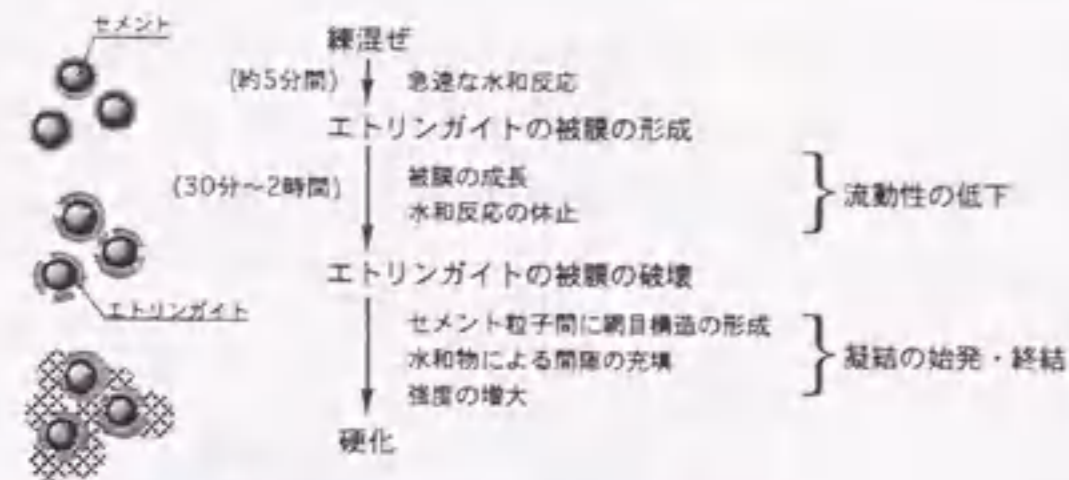 セメント
練混ぜ
(約5分間)
急速な水和反応
エトリンガイトの被膜の形成
(30分～2時間)
被膜の成長
水和反応の休止
流動性の低下
エトリンガイトの被膜の破壊
エトリンガイト
セメント粒子間に網目構造の形成
水和物による間隙の充填
強度の増大
凝結の始発・終結
硬化